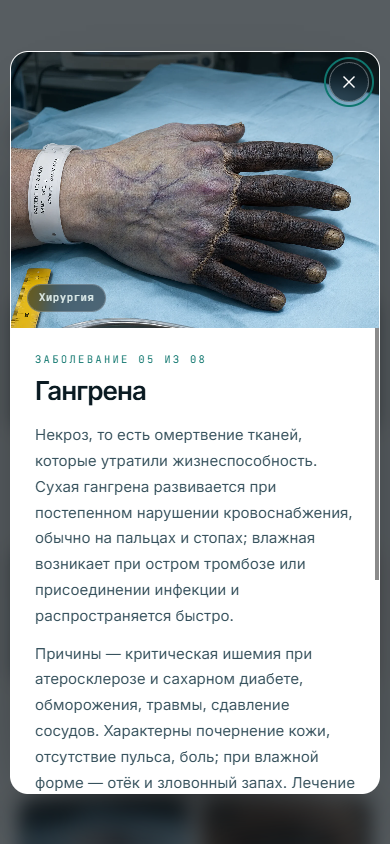 Хирургия
ЗАБОЛЕВАНИЕ 05 ИЗ 08
Гангрена
Некроз, то есть омертвение тканей,
которые утратили жизнеспособность.
Сухая гангрена развивается при
постепенном нарушении кровоснабжения,
обычно на пальцах и стопах; влажная
возникает при остром тромбозе или
присоединении инфекции и
распространяется быстро.
Причины — критическая ишемия при
атеросклерозе и сахарном диабете,
обморожения, травмы, сдавление
сосудов. Характерны почернение кожи,
отсутствие пульса, боль; при влажной
форме — отёк и зловонный запах. Лечение